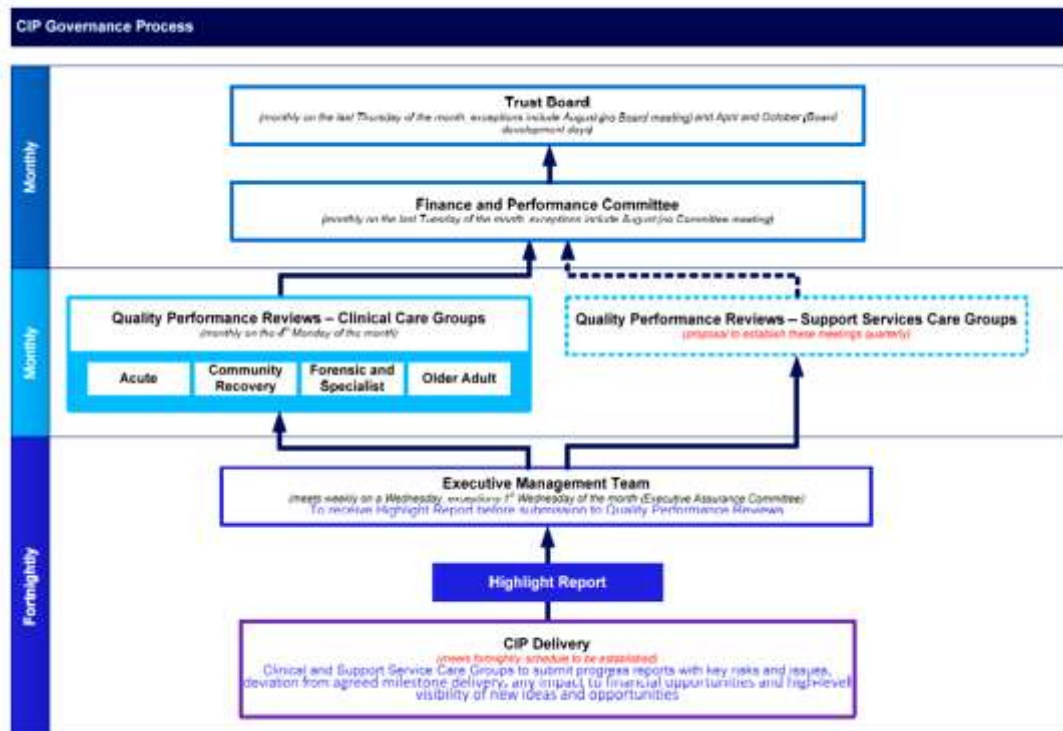 CIP Governance Process
Monthly
Trust Board
(monthly on the last Thursday of the month, exceptions include August (no Board meeting) and April and October (Board
development days)
Finance and Performance Committee
(monthly on the last Tuesday of the month, exceptions include August (no Committee meeting)
Monthly
Quality Performance Reviews – Clinical Care Groups
(monthly on the 4th Monday of the month)
Acute
Community
Recovery
Forensic and
Specialist
Older Adult
Quality Performance Reviews – Support Services Care Groups
(proposal to establish these meetings quarterly)
Fortnightly
Executive Management Team
(meets weekly on a Wednesday, exceptions 1st Wednesday of the month (Executive Assurance Committee)
To receive Highlight Report before submission to Quality Performance Reviews
Highlight Report
CIP Delivery
(meets fortnightly, schedule to be established)
Clinical and Support Service Care Groups to submit progress reports with key risks and issues,
deviation from agreed milestone delivery, any impact to financial opportunities and high-level
visibility of new ideas and opportunities